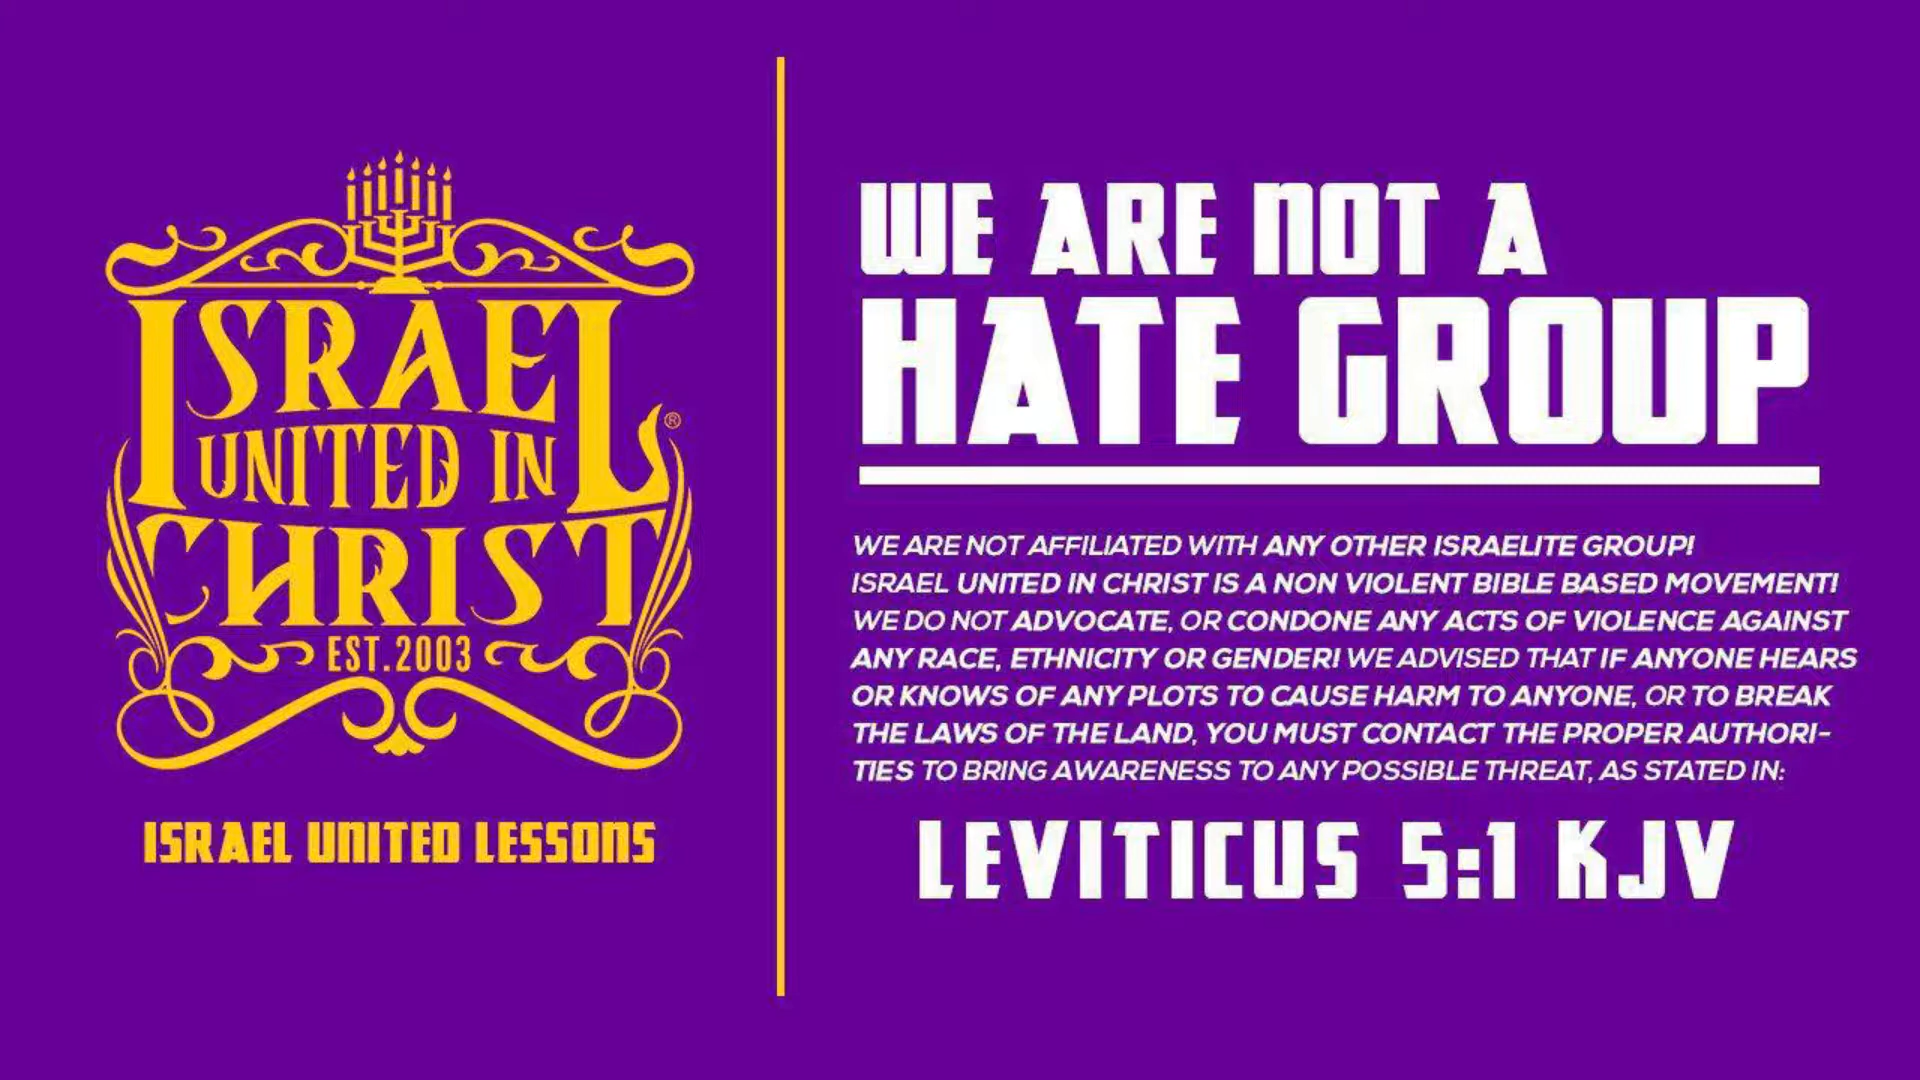 ISRAEL
UNITED IN
CHRIST
®
EST.2003
ISRAEL UNITED LESSONS
WE ARE NOT A
HATE GROUP
WE ARE NOT AFFILIATED WITH ANY OTHER ISRAELITE GROUP!
ISRAEL UNITED IN CHRIST IS A NON VIOLENT BIBLE BASED MOVEMENT!
WE DO NOT ADVOCATE, OR CONDONE ANY ACTS OF VIOLENCE AGAINST
ANY RACE, ETHNICITY OR GENDER! WE ADVISED THAT IF ANYONE HEARS
OR KNOWS OF ANY PLOTS TO CAUSE HARM TO ANYONE, OR TO BREAK
THE LAWS OF THE LAND, YOU MUST CONTACT THE PROPER AUTHORI-
TIES TO BRING AWARENESS TO ANY POSSIBLE THREAT, AS STATED IN:
LEVITICUS 5:1 KJV